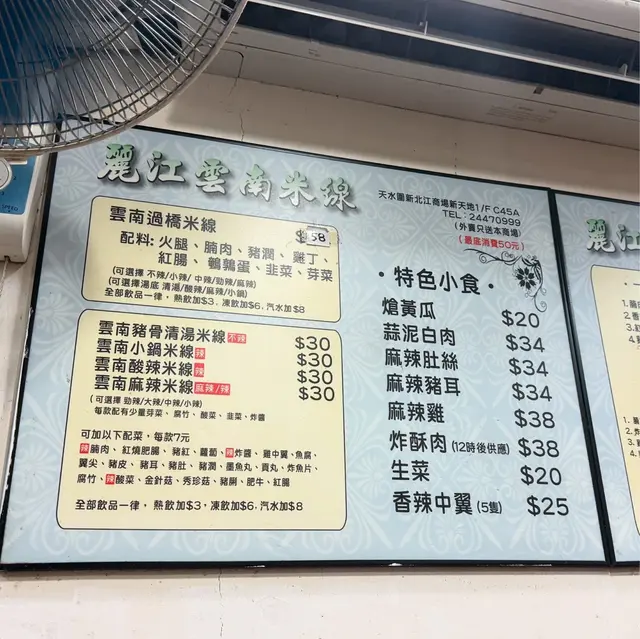 麗江雲南米線
天水圍新北江商場新天地1/F C45A
TEL：24470999
(外賣只送本商場)
(最底消費50元)
雲南過橋米線
58
配料: 火腿、腩肉、豬潤、雞丁、
紅腸、鵪鶉蛋、韭菜、芽菜
(可選擇 不辣/小辣/ 中辣/勁辣/麻辣)
(可選擇湯底 清湯/酸辣/麻辣/小鍋)
全部飲品一律，熱飲加$3，凍飲加$6，汽水加$8
雲南豬骨清湯米線 不辣 $30
雲南小鍋米線 辣 $30
雲南酸辣米線 辣 $30
雲南麻辣米線 麻辣/辣 $30
(可選擇 勁辣/大辣/中辣/小辣)
每款配有少量芽菜、腐竹、酸菜、韭菜、炸醬
可加以下配菜，每款7元
辣腩肉、紅燒肥腸、豬紅、蘿蔔、辣炸醬、雞中翼、魚腐、
翼尖、豬皮、豬耳、豬肚、豬潤、墨魚丸、貢丸、炸魚片、
腐竹、辣酸菜、金針菇、秀珍菇、豬脷、肥牛、紅腸
全部飲品一律，熱飲加$3，凍飲加$6，汽水加$8
·特色小食·
熗黃瓜 $20
蒜泥白肉 $34
麻辣肚絲 $34
麻辣豬耳 $34
麻辣雞 $38
炸酥肉 (12時後供應) $38
生菜 $20
香辣中翼 (5隻) $25
麗江